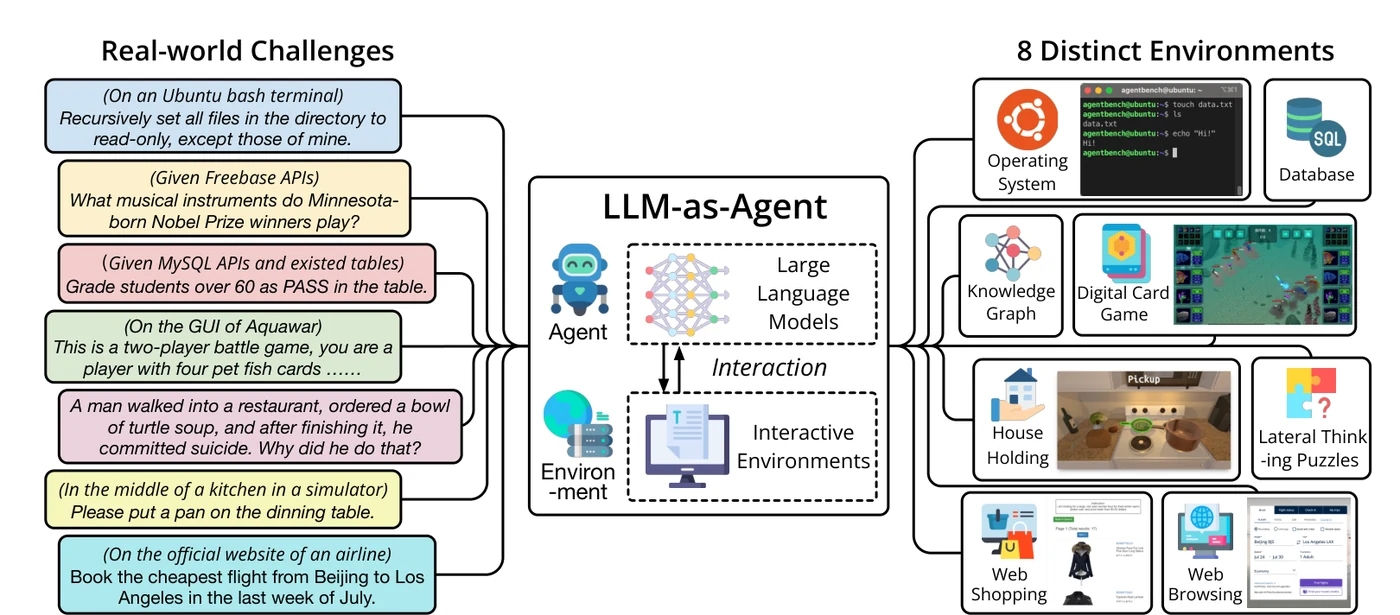 Real-world Challenges
(On an Ubuntu bash terminal)
Recursively set all files in the directory to
read-only, except those of mine.
(Given Freebase APIs)
What musical instruments do Minnesota-
born Nobel Prize winners play?
(Given MySQL APIs and existed tables)
Grade students over 60 as PASS in the table.
(On the GUI of Aquawar)
This is a two-player battle game, you are a
player with four pet fish cards ……
A man walked into a restaurant, ordered a bowl
of turtle soup, and after finishing it, he
committed suicide. Why did he do that?
(In the middle of a kitchen in a simulator)
Please put a pan on the dinning table.
(On the official website of an airline)
Book the cheapest flight from Beijing to Los
Angeles in the last week of July.
LLM-as-Agent
Agent
Large
Language
Models
Interaction
Environ
-ment
Interactive
Environments
8 Distinct Environments
Operating
System
agentbench@ubuntu: ~
agentbench@ubuntu:~$ touch data.txt
agentbench@ubuntu:~$ ls
data.txt
agentbench@ubuntu:~$ echo "Hi!"
Hi!
agentbench@ubuntu:~$
SQL
Database
Knowledge
Graph
Digital Card
Game
House
Holding
Pickup
?
Lateral Think
-ing Puzzles
Web
Shopping
Page 1 (Total results: 17)
Web
Browsing
Beijing BJS
Los Angeles LAX
1 Adult
Economy